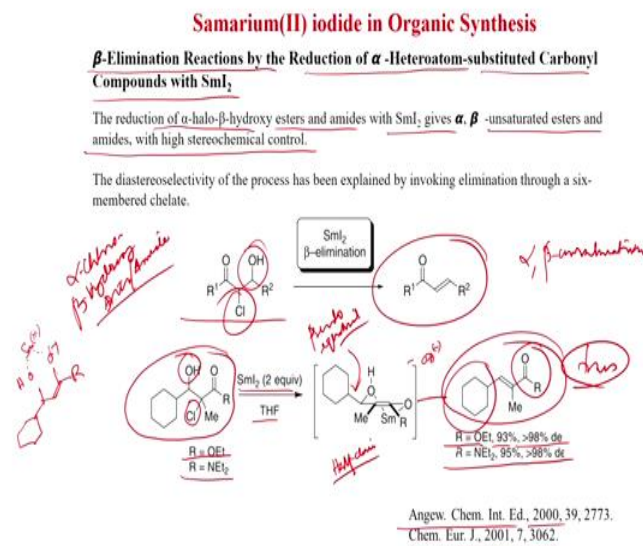 Samarium(II) iodide in Organic Synthesis
β-Elimination Reactions by the Reduction of α -Heteroatom-substituted Carbonyl
Compounds with SmI₂
The reduction of α-halo-β-hydroxy esters and amides with SmI₂ gives α, β -unsaturated esters and
amides, with high stereochemical control.
The diastereoselectivity of the process has been explained by invoking elimination through a six-
membered chelate.
α-chloro-
β-hydroxy
ester/amide
O OH
R¹ R²
Cl
SmI₂
β-elimination
O
R¹ R²
α, β-unsaturation
pseudo
equatorial
OH O
R
Cl Me
SmI₂ (2 equiv)
THF
H
O
O
Me Sm R
O
R
Me
trans
Half-chair
R = OEt
R = NEt₂
R = OEt, 93%, >98% de
R = NEt₂, 95%, >98% de
Angew. Chem. Int. Ed., 2000, 39, 2773.
Chem. Eur. J., 2001, 7, 3062.